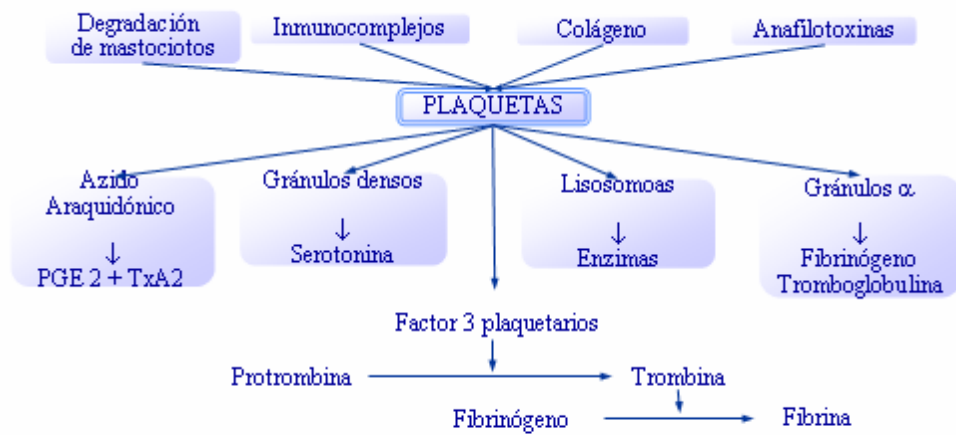 Degradación
de mastociotos
Inmunocomplejos
Colágeno
Anafilotoxinas
PLAQUETAS
Azido
Araquidónico
↓
PGE 2 + TxA2
Gránulos densos
↓
Serotonina
Lisosomoas
↓
Enzimas
Gránulos α
↓
Fibrinógeno
Tromboglobulina
Factor 3 plaquetarios
Protrombina
Trombina
Fibrinógeno
Fibrina